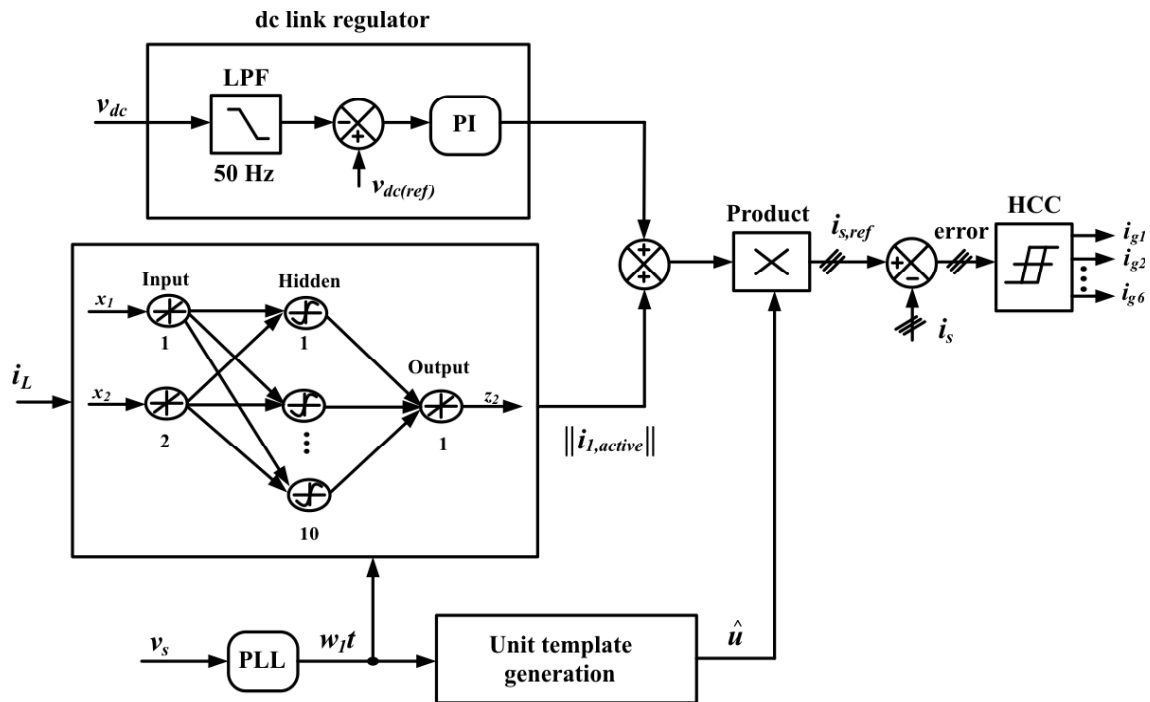 dc link regulator
LPF
v_dc
PI
50 Hz
v_dc(ref)
Product
i_s,ref
error
HCC
i_g1
i_g2
i_g6
i_s
Input
Hidden
x_1
1
1
Output
i_L
x_2
z_2
2
1
||i_1,active||
10
v_s
PLL
w_1t
Unit template
generation
û